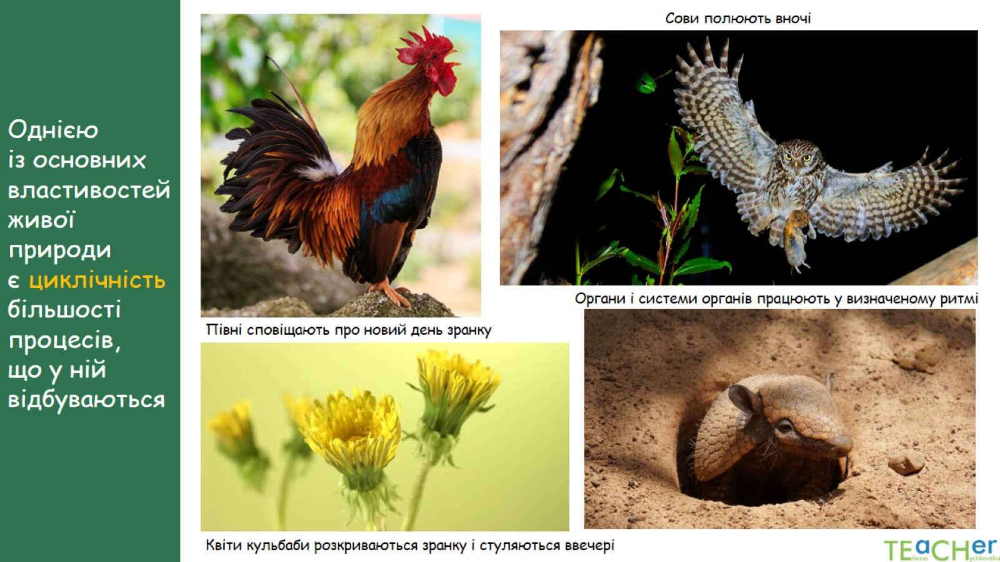 Однією
із основних
властивостей
живої
природи
є циклічність
більшості
процесів,
що у ній
відбуваються
Сови полюють вночі
Півні сповіщають про новий день зранку
Органи і системи органів працюють у визначеному ритмі
Квіти кульбаби розкриваються зранку і стуляються ввечері
TEaCHer
tiana ychkovska